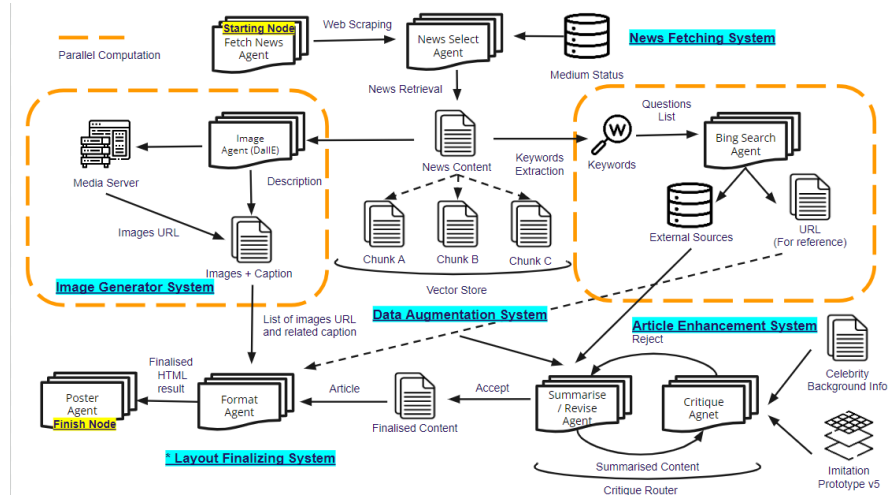 Parallel Computation
Starting Node
Fetch News
Agent
Web Scraping
News Select
Agent
Medium Status
News Fetching System
News Retrieval
Image
Agent (DallE)
Media Server
Description
Images URL
Images + Caption
Image Generator System
News Content
Keywords
Extraction
Chunk A
Chunk B
Chunk C
Vector Store
Keywords
Questions
List
Bing Search
Agent
External Sources
URL
(For reference)
Data Augmentation System
Article Enhancement System
List of images URL
and related caption
Reject
Celebrity
Background Info
Poster
Agent
Finish Node
Finalised
HTML
result
Format
Agent
Article
Finalised Content
Accept
Summarise
/ Revise
Agent
Critique
Agnet
Imitation
Prototype v5
* Layout Finalizing System
Summarised Content
Critique Router